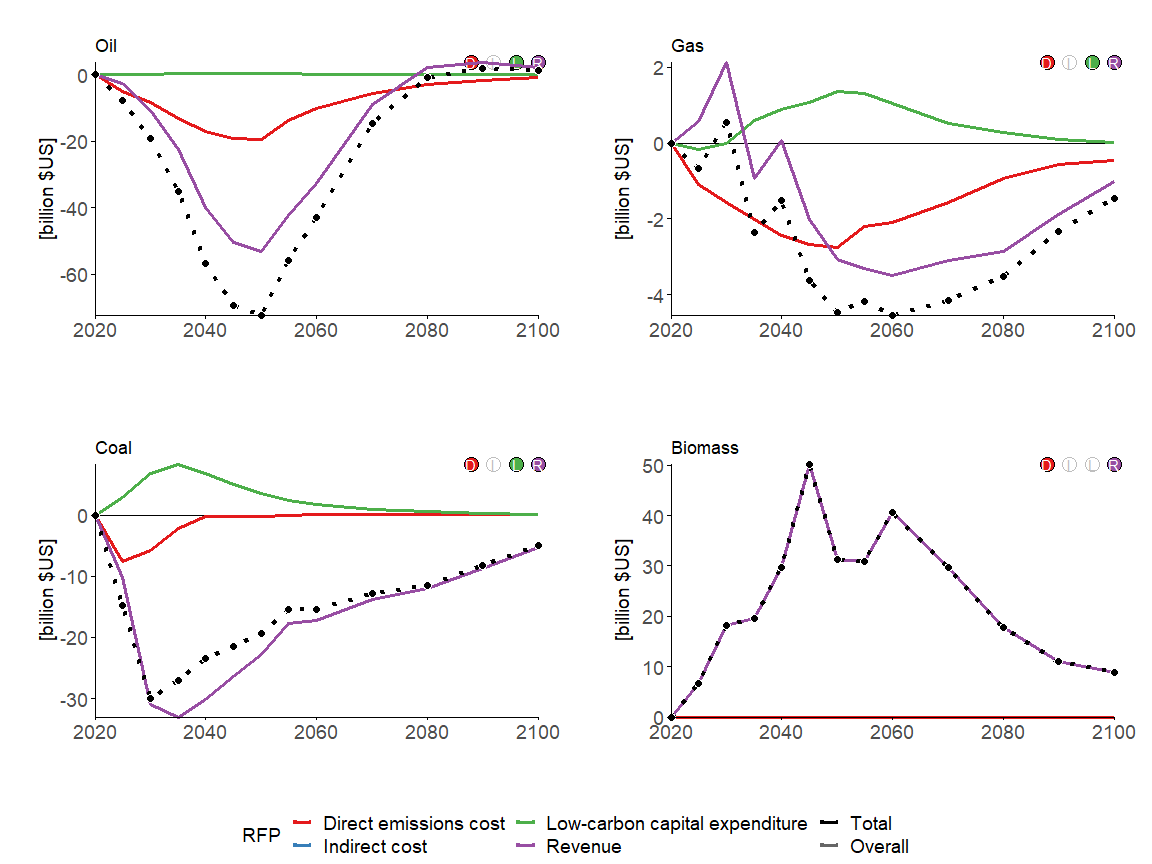 Oil
D I L R
[billion $US]
0
-20
-40
-60
2020 2040 2060 2080 2100
Gas
D I L R
[billion $US]
2
0
-2
-4
2020 2040 2060 2080 2100
Coal
D I L R
[billion $US]
0
-10
-20
-30
2020 2040 2060 2080 2100
Biomass
D I L R
[billion $US]
50
40
30
20
10
0
2020 2040 2060 2080 2100
RFP
Direct emissions cost Low-carbon capital expenditure Total
Indirect cost Revenue Overall